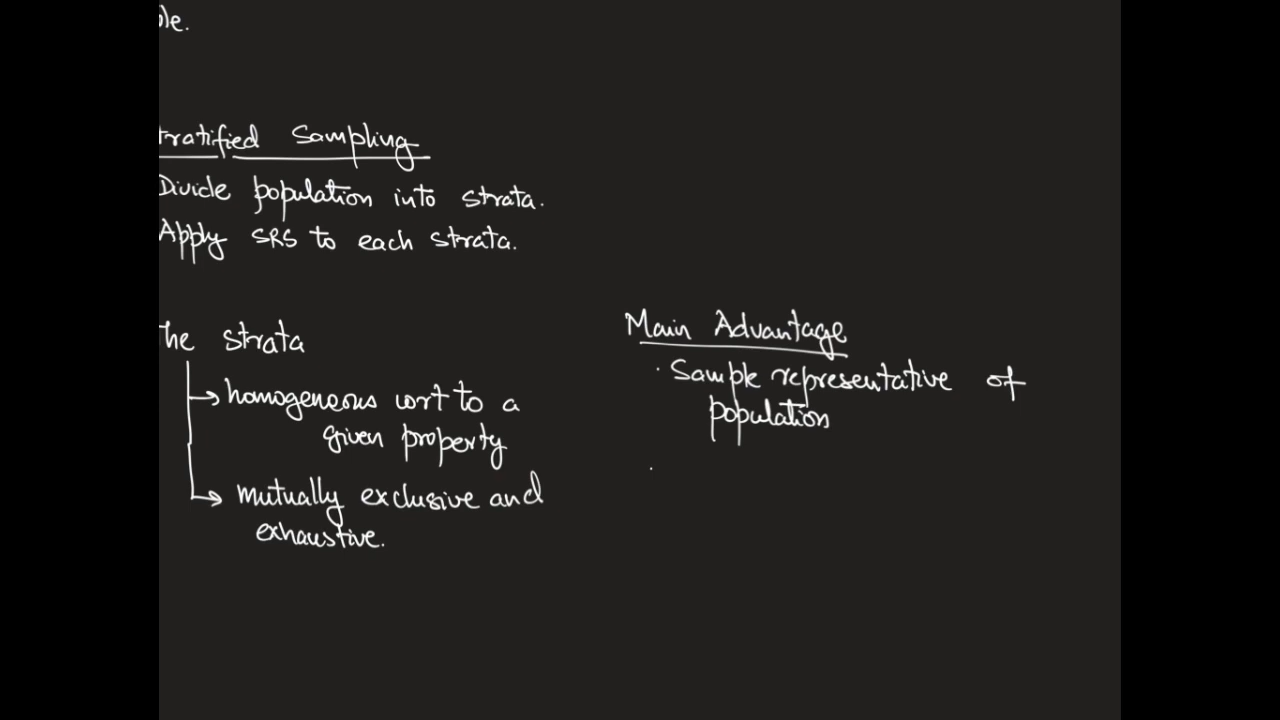 ple.
tratified Sampling
Divide population into strata.
Apply SRS to each strata.
he strata
homogeneous wrt to a
given property
mutually exclusive and
exhaustive.
Main Advantage
· Sample representative of
population
·